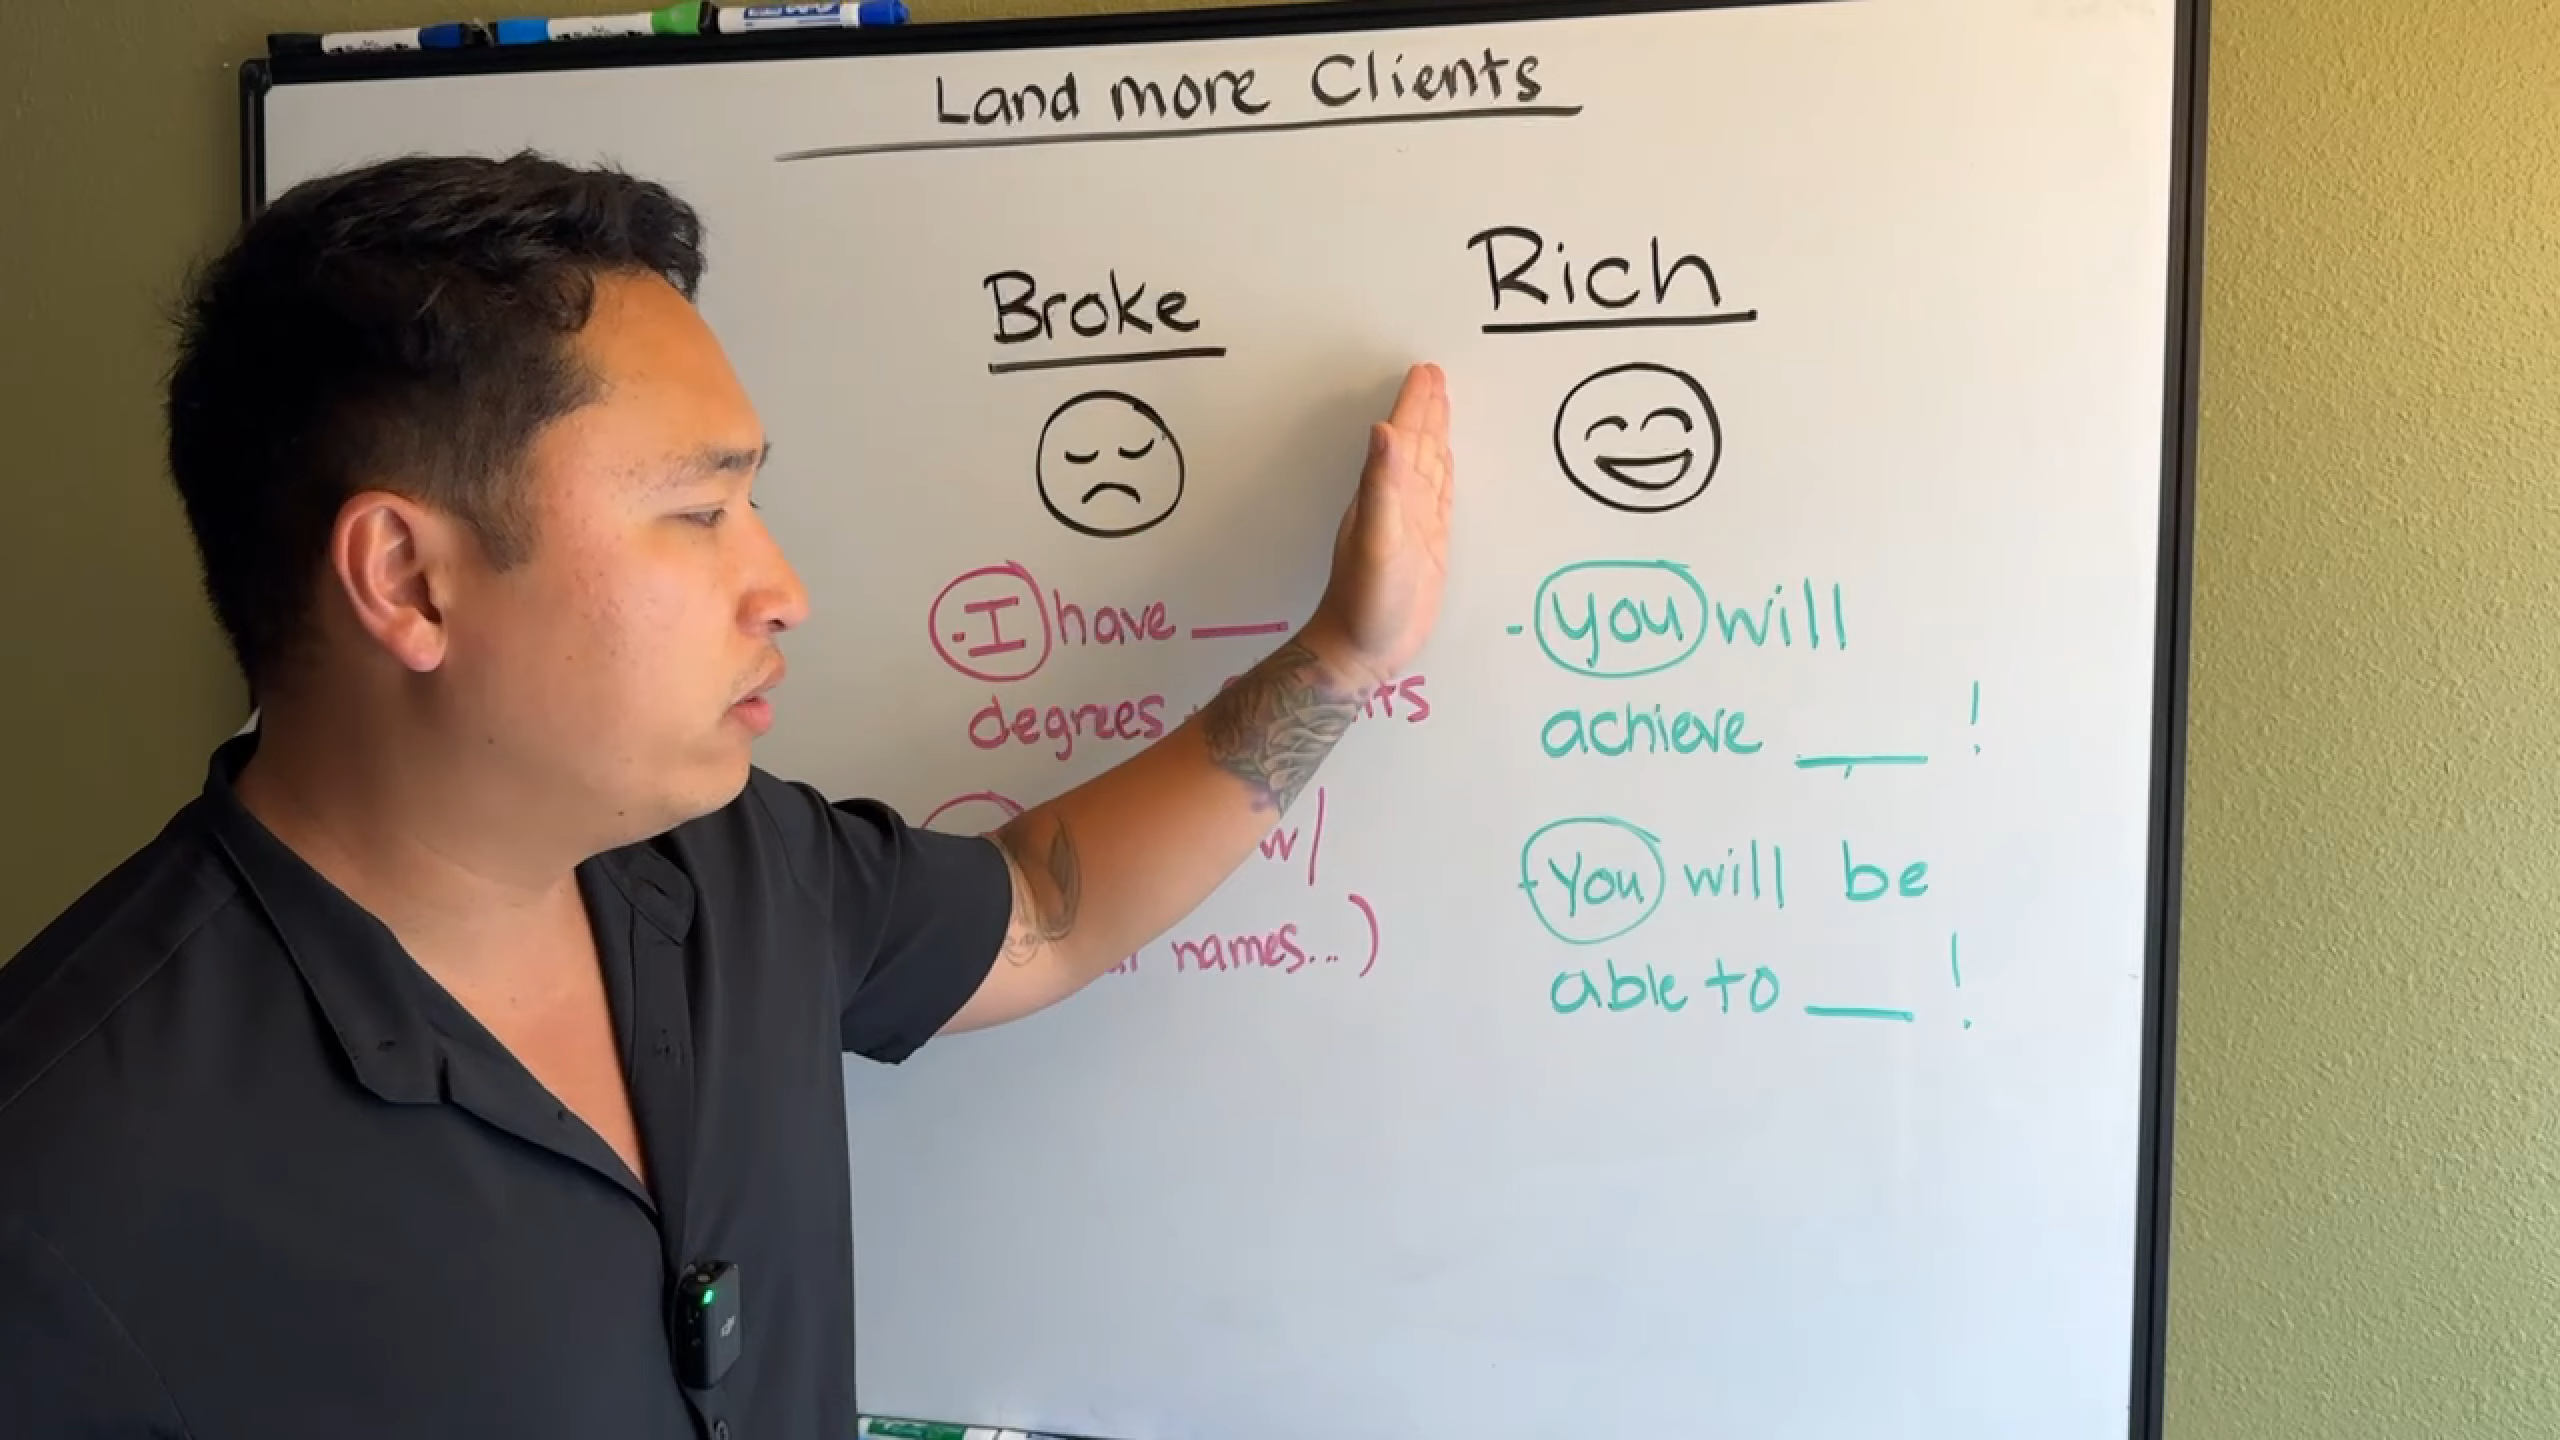 Land more Clients
Broke
Rich
- I have ___
degrees
- you will
achieve ___ !
w/
names...)
- You will be
able to ___ !